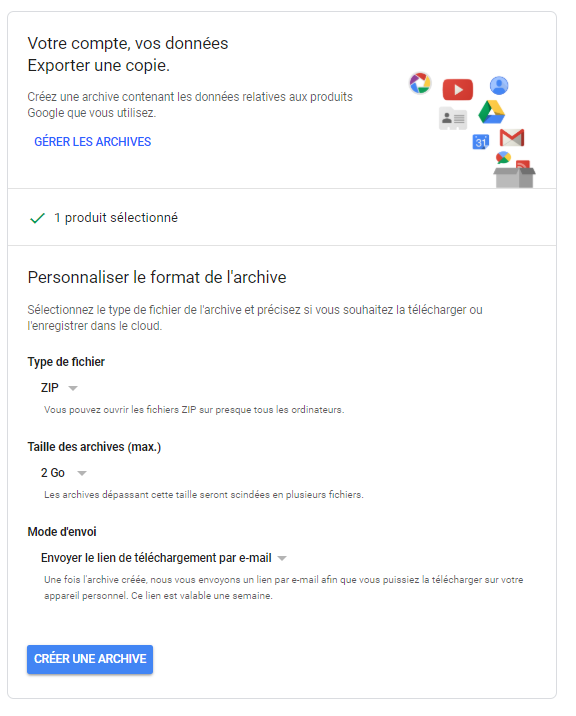 Votre compte, vos données
Exporter une copie.
Créez une archive contenant les données relatives aux produits
Google que vous utilisez.
GÉRER LES ARCHIVES
31
1 produit sélectionné
Personnaliser le format de l'archive
Sélectionnez le type de fichier de l'archive et précisez si vous souhaitez la télécharger ou
l'enregistrer dans le cloud.
Type de fichier
ZIP
Vous pouvez ouvrir les fichiers ZIP sur presque tous les ordinateurs.
Taille des archives (max.)
2 Go
Les archives dépassant cette taille seront scindées en plusieurs fichiers.
Mode d'envoi
Envoyer le lien de téléchargement par e-mail
Une fois l'archive créée, nous vous envoyons un lien par e-mail afin que vous puissiez la télécharger sur votre
appareil personnel. Ce lien est valable une semaine.
CRÉER UNE ARCHIVE